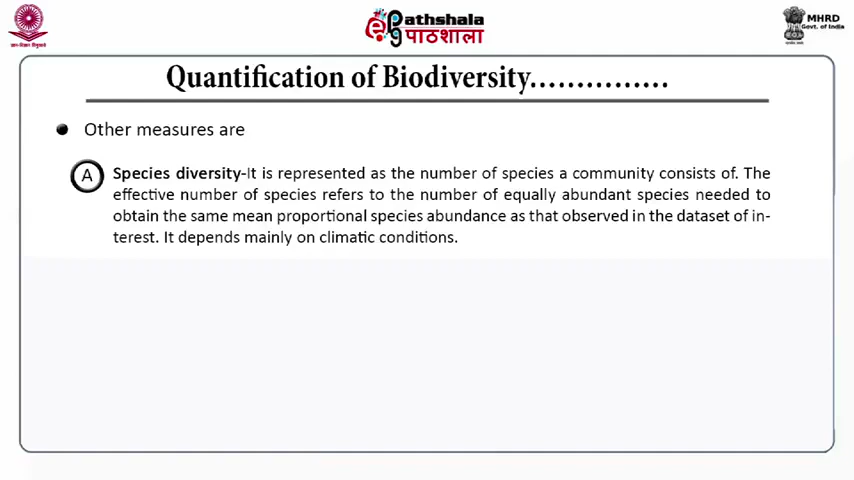 ePathshala
पाठशाला
MHRD
Govt. of India
Quantification of Biodiversity……………
Other measures are
A Species diversity-It is represented as the number of species a community consists of. The
effective number of species refers to the number of equally abundant species needed to
obtain the same mean proportional species abundance as that observed in the dataset of in-
terest. It depends mainly on climatic conditions.